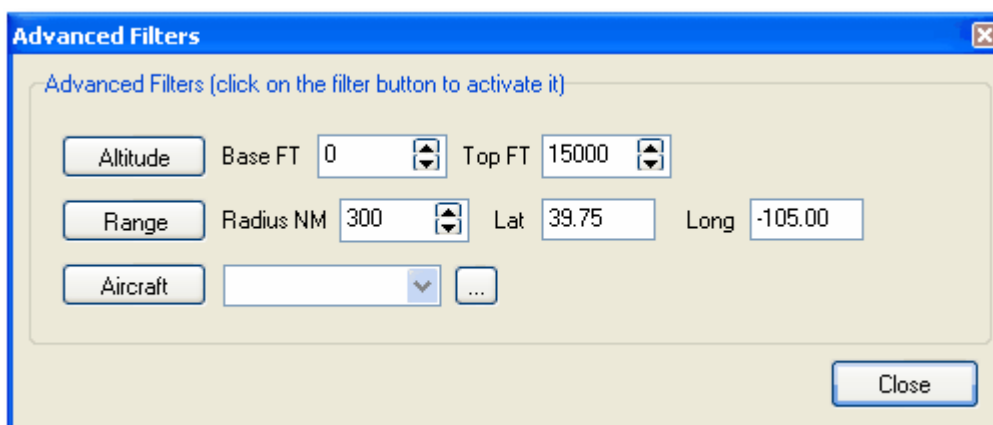 Advanced Filters
Advanced Filters (click on the filter button to activate it)
Altitude Base FT 0 Top FT 15000
Range Radius NM 300 Lat 39.75 Long -105.00
Aircraft ...
Close